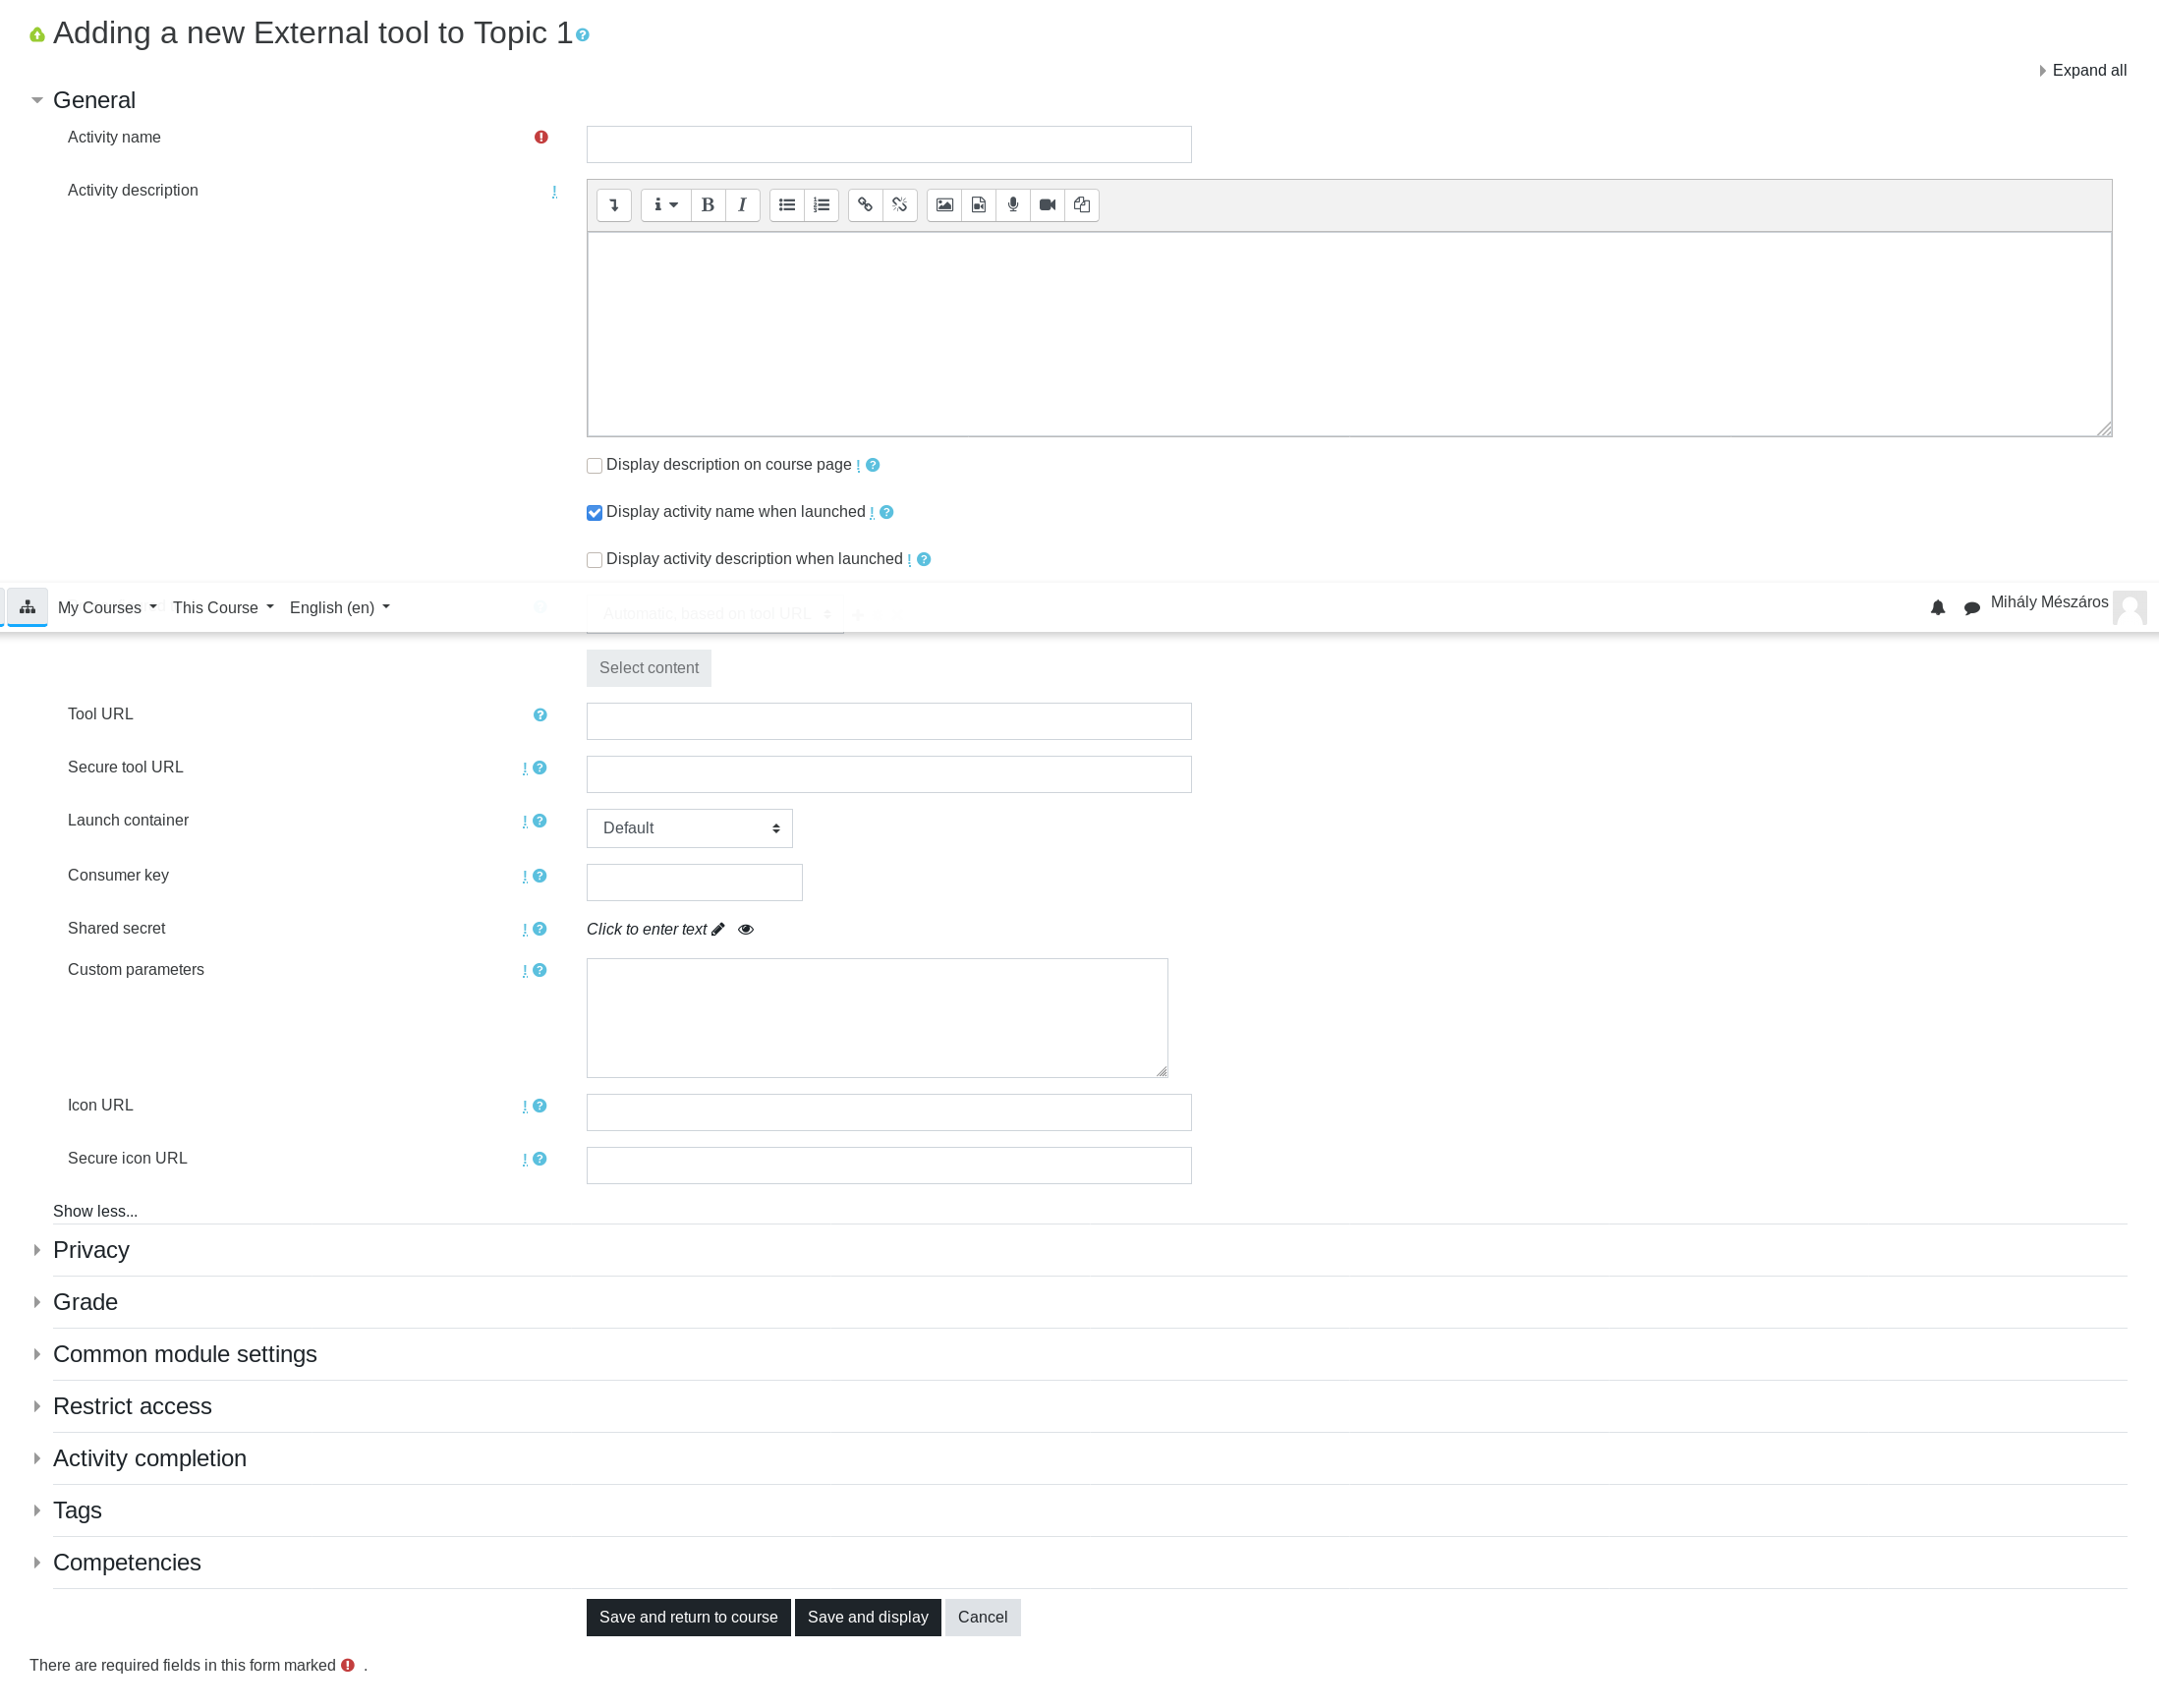 Adding a new External tool to Topic 1
Expand all
General
Activity name
Activity description
Display description on course page
Display activity name when launched
Display activity description when launched
My Courses This Course English (en) Mihály Mészáros
Automatic, based on tool URL
Select content
Tool URL
Secure tool URL
Launch container Default
Consumer key
Shared secret Click to enter text
Custom parameters
Icon URL
Secure icon URL
Show less...
Privacy
Grade
Common module settings
Restrict access
Activity completion
Tags
Competencies
Save and return to course Save and display Cancel
There are required fields in this form marked .